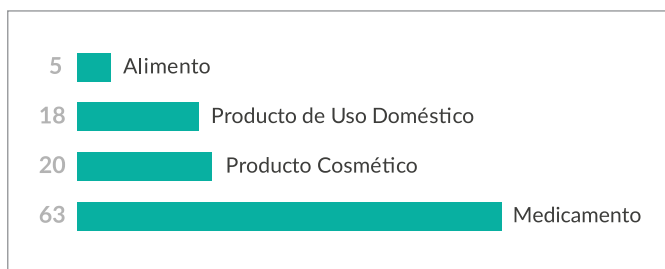 5 Alimento
18 Producto de Uso Doméstico
20 Producto Cosmético
63 Medicamento